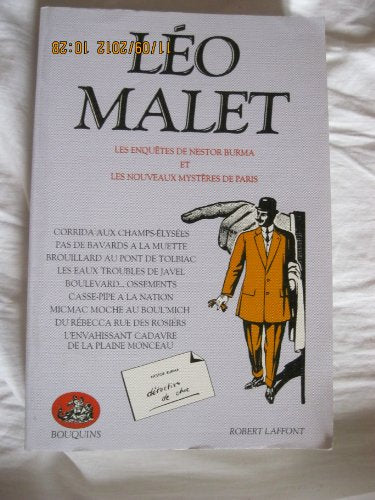 11/09/2012 10:28
LÉO
MALET
LES ENQUÊTES DE NESTOR BURMA
ET
LES NOUVEAUX MYSTÈRES DE PARIS
CORRIDA AUX CHAMPS-ÉLYSÉES
PAS DE BAVARDS A LA MUETTE
BROUILLARD AU PONT DE TOLBIAC
LES EAUX TROUBLES DE JAVEL
BOULEVARD... OSSEMENTS
CASSE-PIPE A LA NATION
MICMAC MOCHE AU BOUL'MICH
DU RÉBECCA RUE DES ROSIERS
L'ENVAHISSANT CADAVRE
DE LA PLAINE MONCEAU
NESTOR BURMA
détective
de choc
BOUQUINS
ROBERT LAFFONT